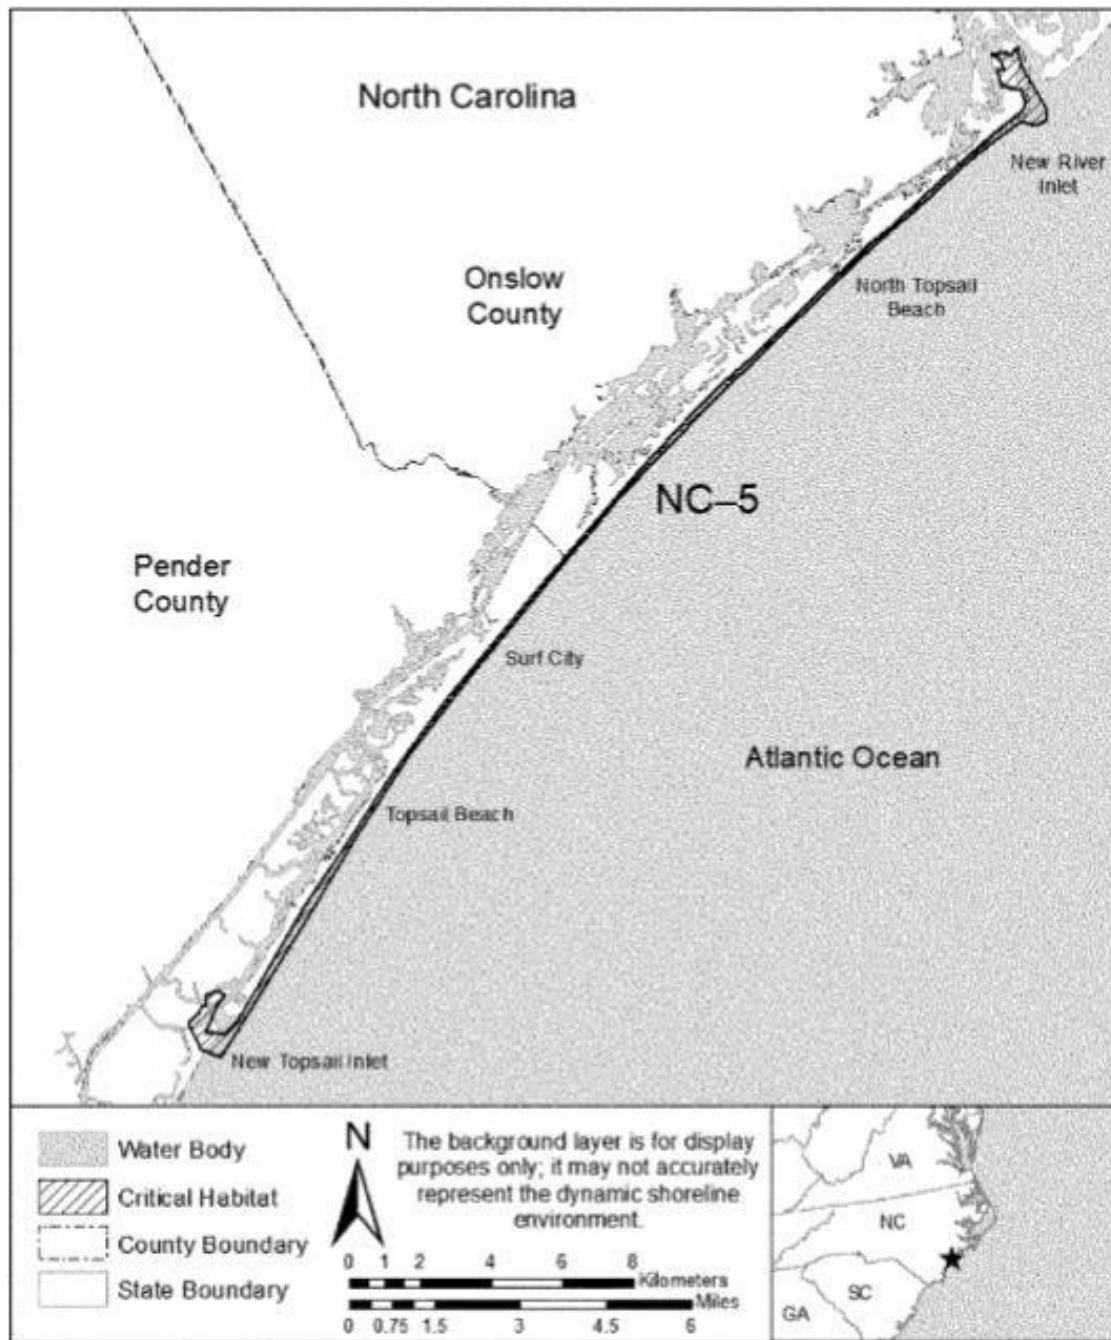 North Carolina
New River
Inlet
Onslow
County
North Topsail
Beach
NC–5
Pender
County
Surf City
Atlantic Ocean
Topsail Beach
New Topsail Inlet
Water Body
Critical Habitat
County Boundary
State Boundary
N
The background layer is for display
purposes only; it may not accurately
represent the dynamic shoreline
environment.
0 1 2 4 6 8
Kilometers
Miles
0 0.75 1.5 3 4.5 6
VA
NC
SC
GA